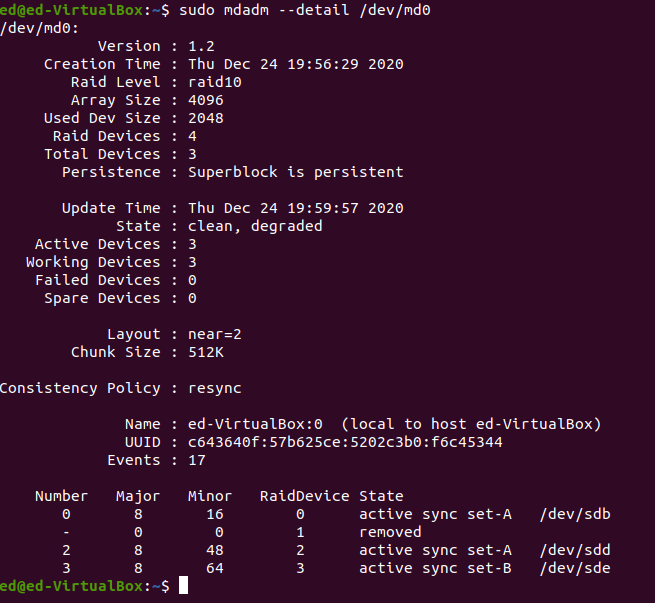 ed@ed-VirtualBox:~$ sudo mdadm --detail /dev/md0
/dev/md0:
Version : 1.2
Creation Time : Thu Dec 24 19:56:29 2020
Raid Level : raid10
Array Size : 4096
Used Dev Size : 2048
Raid Devices : 4
Total Devices : 3
Persistence : Superblock is persistent
Update Time : Thu Dec 24 19:59:57 2020
State : clean, degraded
Active Devices : 3
Working Devices : 3
Failed Devices : 0
Spare Devices : 0
Layout : near=2
Chunk Size : 512K
Consistency Policy : resync
Name : ed-VirtualBox:0  (local to host ed-VirtualBox)
UUID : c643640f:57b625ce:5202c3b0:f6c45344
Events : 17
Number   Major   Minor   RaidDevice State
0       8       16        0      active sync set-A   /dev/sdb
-       0        0        1      removed
2       8       48        2      active sync set-A   /dev/sdd
3       8       64        3      active sync set-B   /dev/sde
ed@ed-VirtualBox:~$